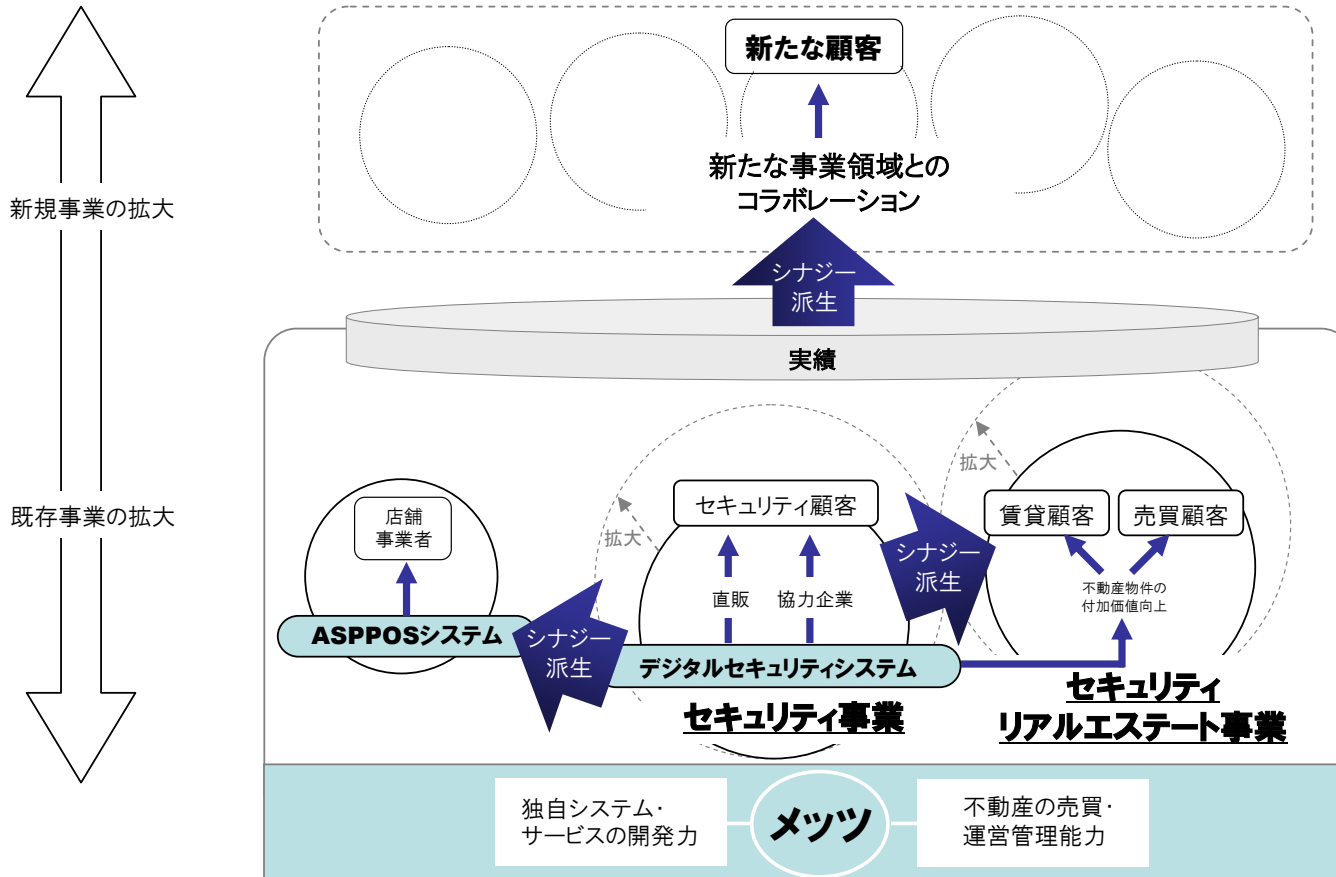 新たな顧客
新たな事業領域との
コラボレーション
新規事業の拡大
シナジー
派生
実績
既存事業の拡大
店舗
事業者
ASPPOSシステム
シナジー
派生
拡大
セキュリティ顧客
直販
協力企業
デジタルセキュリティシステム
セキュリティ事業
シナジー
派生
拡大
賃貸顧客
売買顧客
不動産物件の
付加価値向上
セキュリティ
リアルエステート事業
独自システム・
サービスの開発力
メッツ
不動産の売買・
運営管理能力